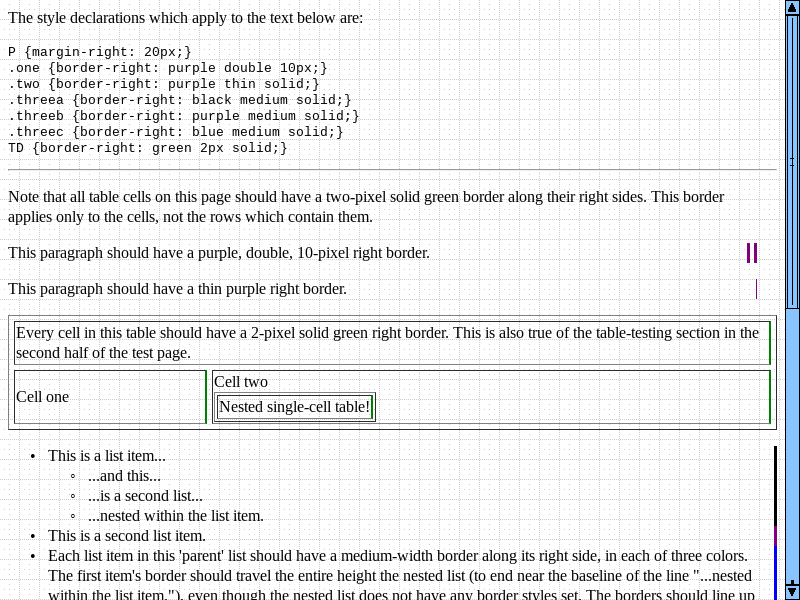 The style declarations which apply to the text below are:
P {margin-right: 20px;}
.one {border-right: purple double 10px;}
.two {border-right: purple thin solid;}
.threea {border-right: black medium solid;}
.threeb {border-right: purple medium solid;}
.threec {border-right: blue medium solid;}
TD {border-right: green 2px solid;}
Note that all table cells on this page should have a two-pixel solid green border along their right sides. This border
applies only to the cells, not the rows which contain them.
This paragraph should have a purple, double, 10-pixel right border.
This paragraph should have a thin purple right border.
Every cell in this table should have a 2-pixel solid green right border. This is also true of the table-testing section in the
second half of the test page.
Cell one
Cell two
Nested single-cell table!
• This is a list item...
◦ ...and this...
◦ ...is a second list...
◦ ...nested within the list item.
• This is a second list item.
• Each list item in this 'parent' list should have a medium-width border along its right side, in each of three colors.
The first item's border should travel the entire height the nested list (to end near the baseline of the line "...nested
within the list item."), even though the nested list does not have any border styles set. The borders should line up